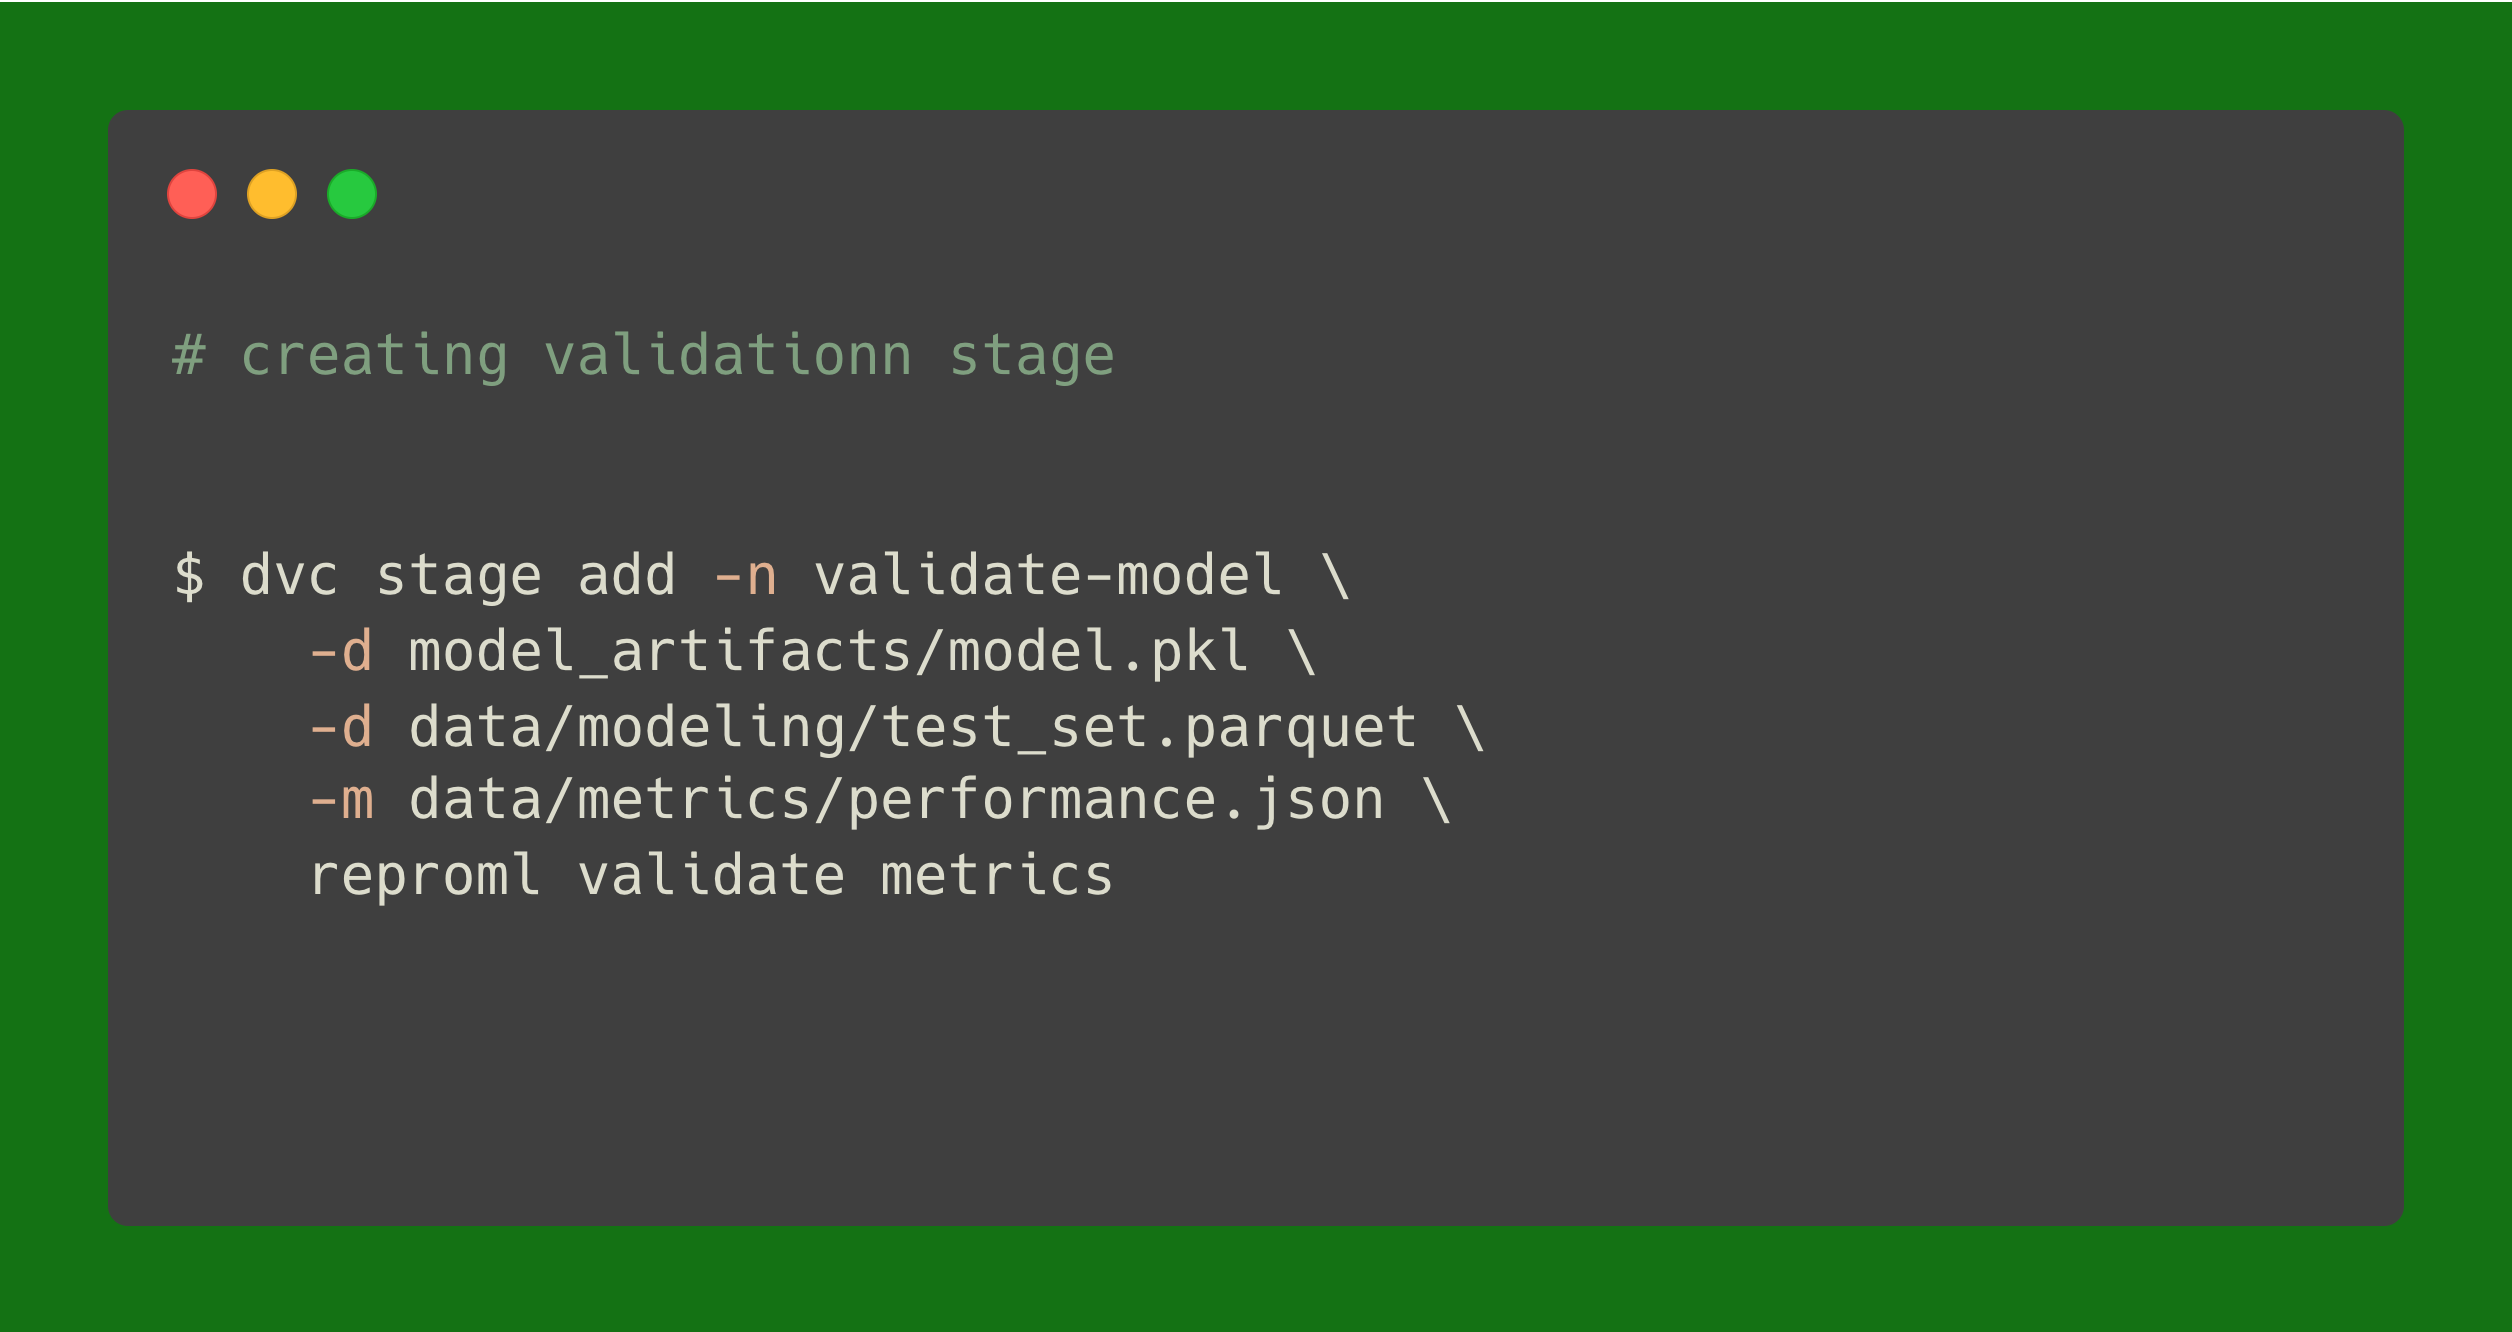 # creating validationn stage
$ dvc stage add -n validate-model \
-d model_artifacts/model.pkl \
-d data/modeling/test_set.parquet \
-m data/metrics/performance.json \
reproml validate metrics